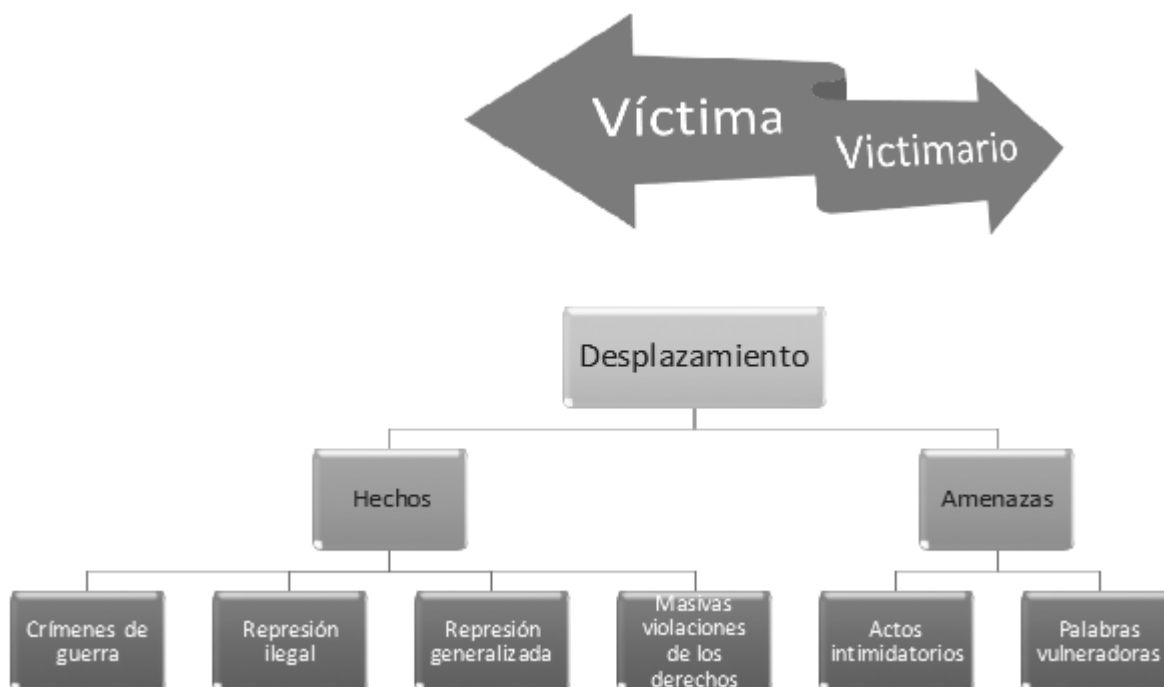 Víctima
Victimario
Desplazamiento
Hechos
Amenazas
Crímenes de
guerra
Represión
ilegal
Represión
generalizada
Masivas
violaciones
de los
derechos
Actos
intimidatorios
Palabras
vulneradoras